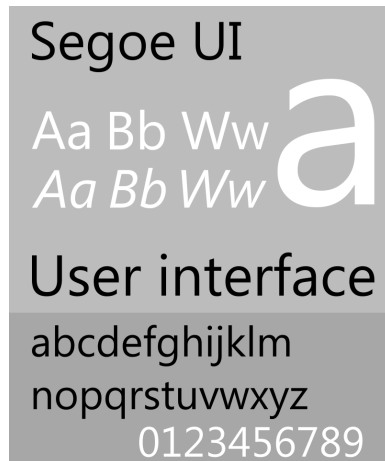 Segoe UI
Aa Bb Ww
a
Aa Bb Ww
User interface
abcdefghijklm
nopqrstuvwxyz
0123456789